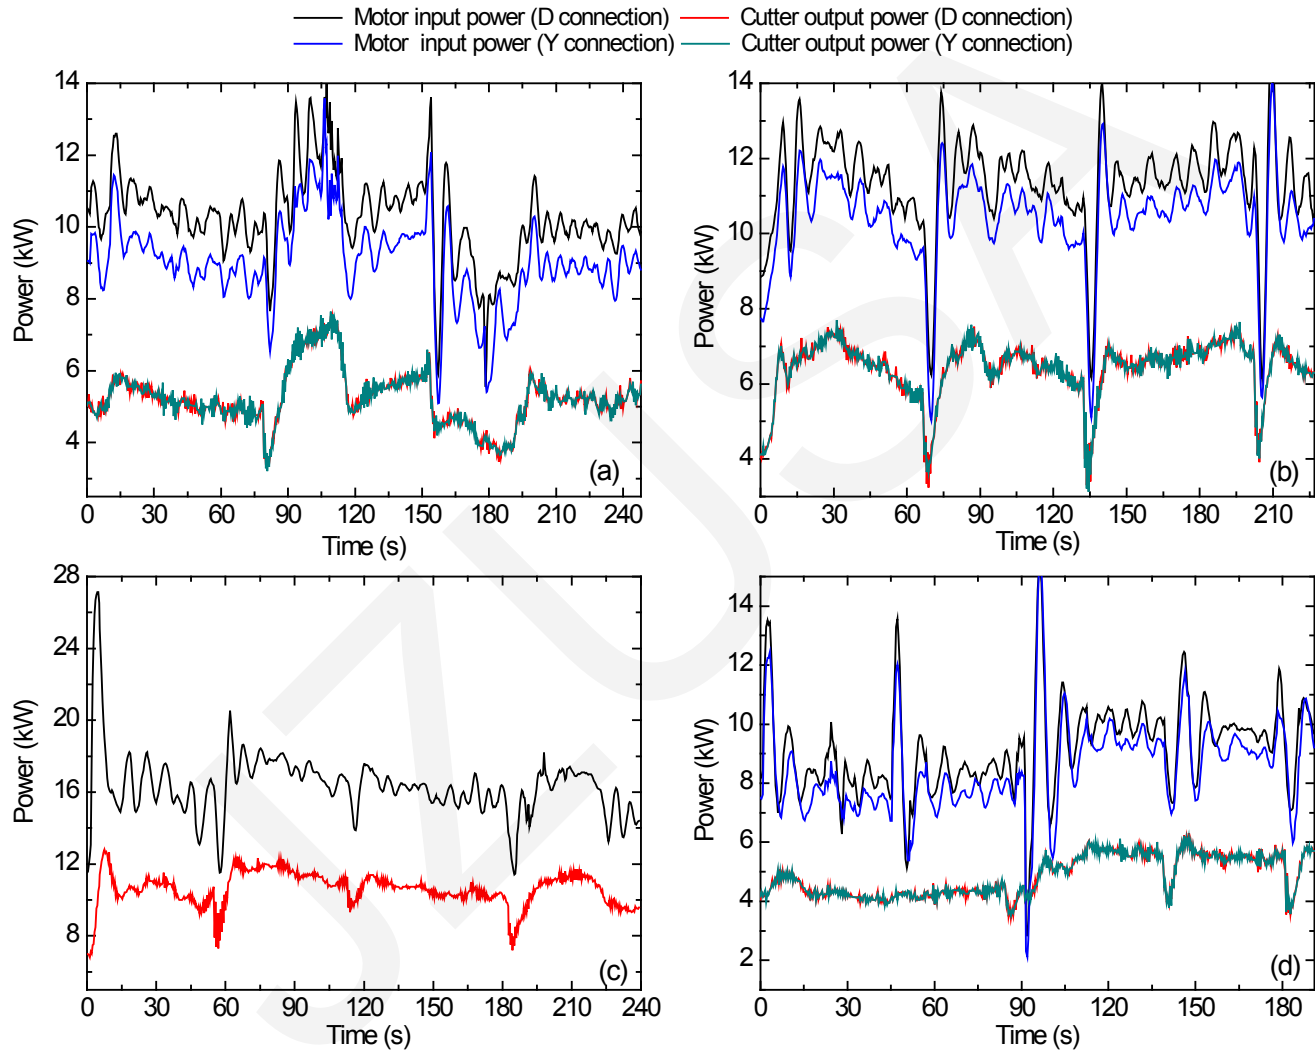 Motor input power (D connection) Cutter output power (D connection)
Motor input power (Y connection) Cutter output power (Y connection)
14
12
10
8
6
4
Power (kW)
(a)
0 30 60 90 120 150 180 210 240
Time (s)
14
12
10
8
6
4
Power (kW)
(b)
0 30 60 90 120 150 180 210
Time (s)
28
24
20
16
12
8
Power (kW)
(c)
0 30 60 90 120 150 180 210 240
Time (s)
14
12
10
8
6
4
2
Power (kW)
(d)
0 30 60 90 120 150 180
Time (s)
JZUSA